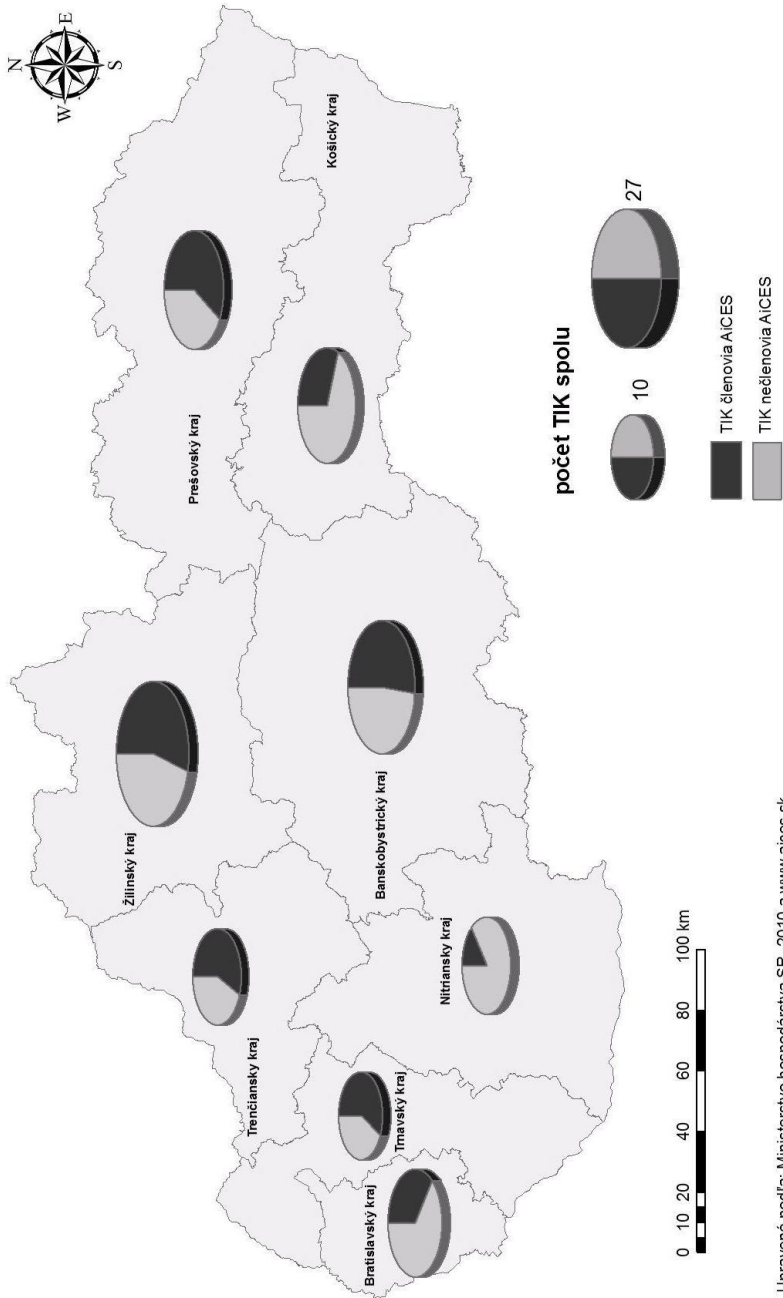 N
E
W
S
Žilinský kraj
Prešovský kraj
Košický kraj
Trenčiansky kraj
Banskobystrický kraj
Trnavský kraj
Nitriansky kraj
Bratislavský kraj
počet TIK spolu
10
27
TIK členovia AiCES
TIK nečlenovia AiCES
0 10 20 40 60 80 100 km